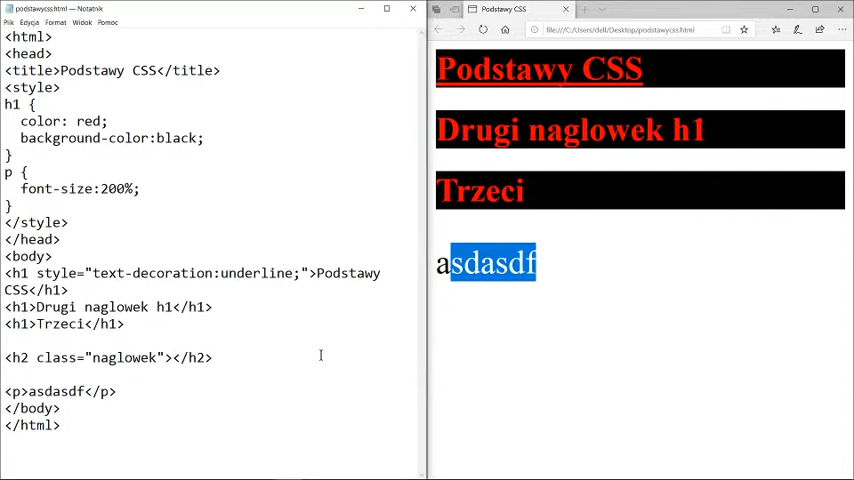 podstawycss.html — Notatnik
Plik Edycja Format Widok Pomoc
<html>
<head>
<title>Podstawy CSS</title>
<style>
h1 {
  color: red;
  background-color:black;
}
p {
  font-size:200%;
}
</style>
</head>
<body>
<h1 style="text-decoration:underline;">Podstawy
CSS</h1>
<h1>Drugi naglowek h1</h1>
<h1>Trzeci</h1>
<h2 class="naglowek"></h2>
<p>asdasdf</p>
</body>
</html>
Podstawy CSS
file:///C:/Users/dell/Desktop/podstawycss.html
Podstawy CSS
Drugi naglowek h1
Trzeci
asdasdf